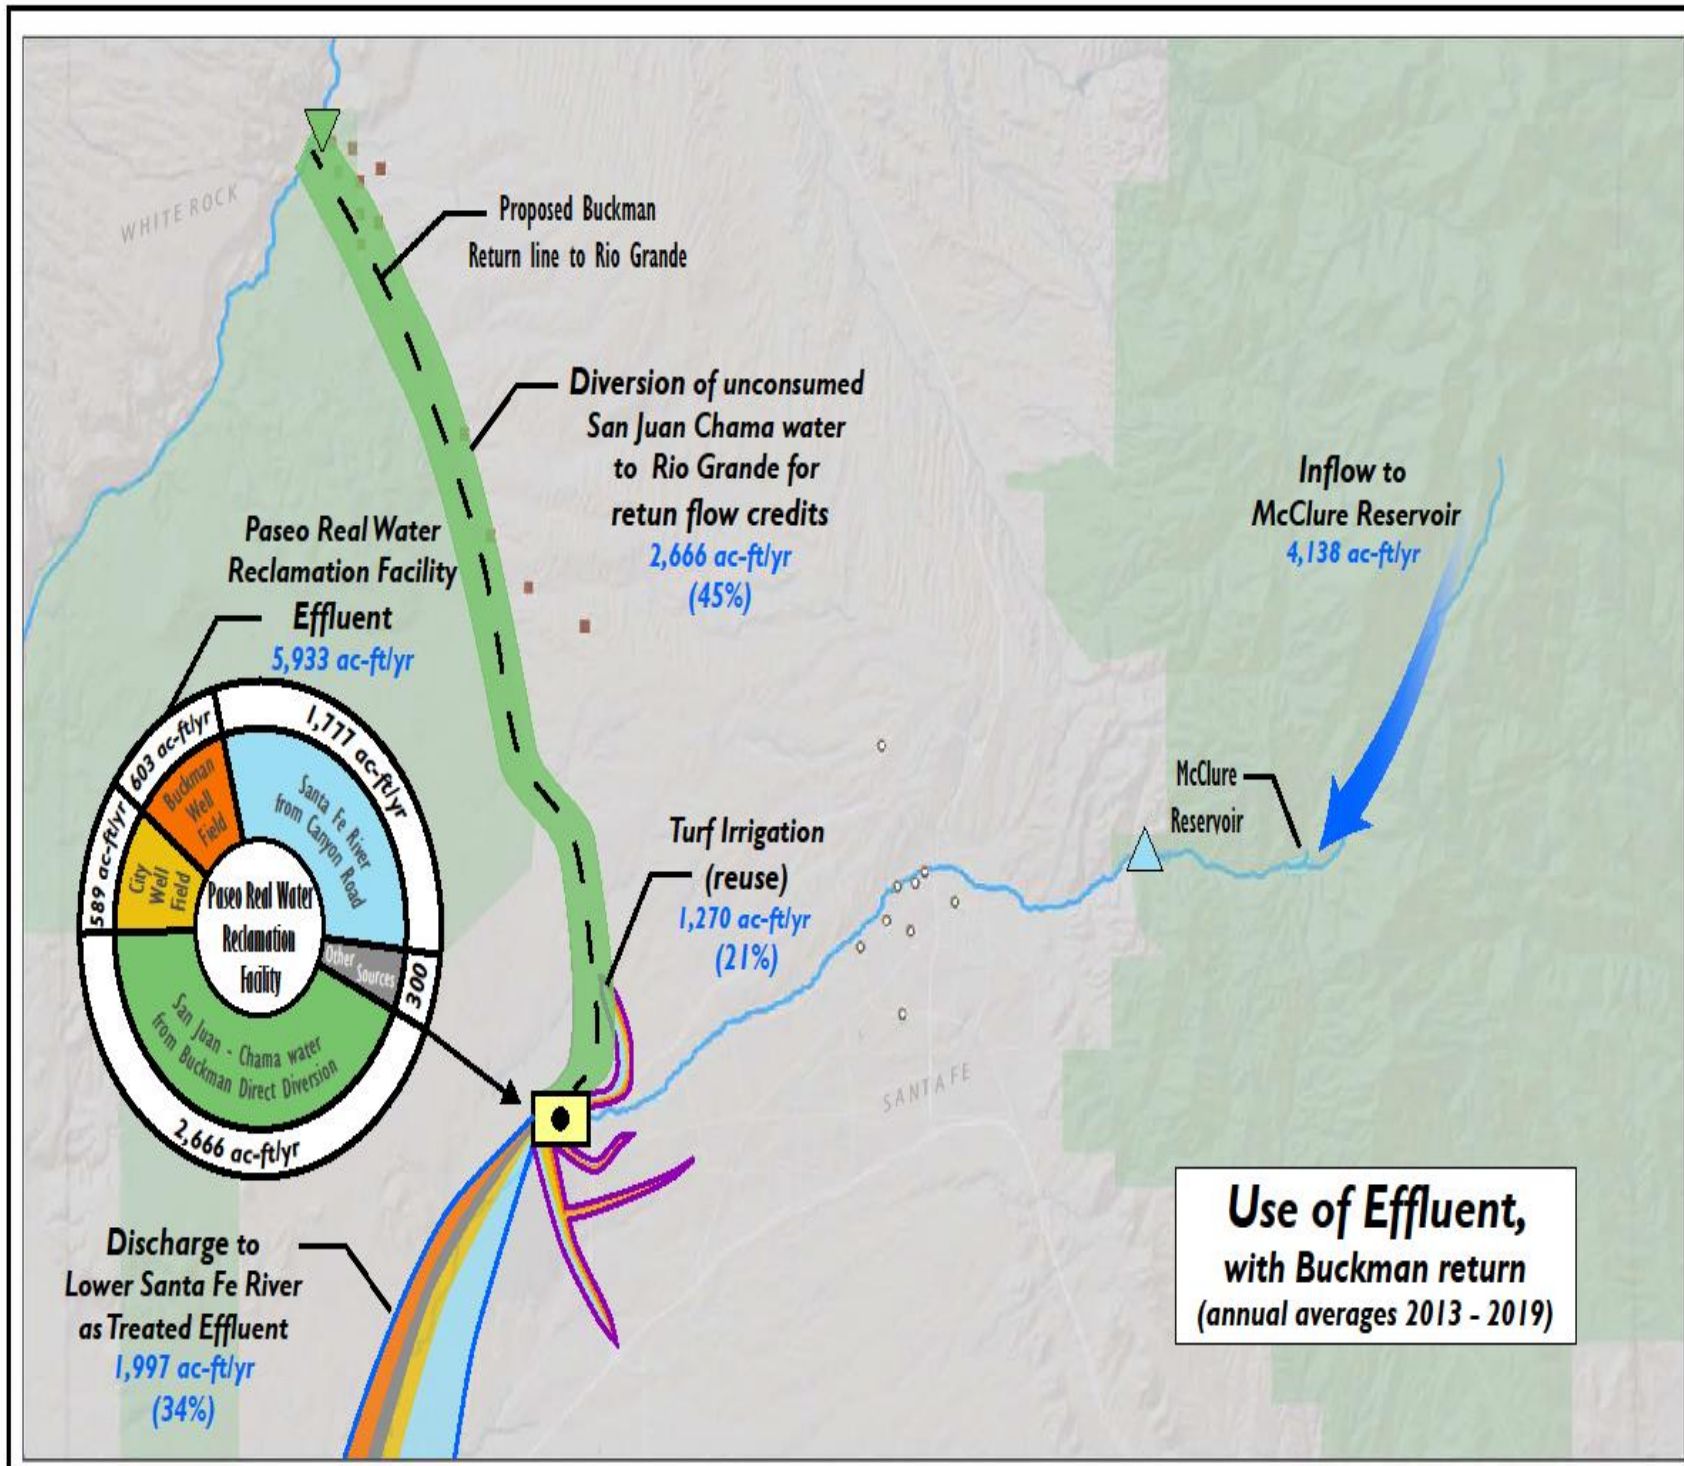 WHITE ROCK
Proposed Buckman
Return line to Rio Grande
Diversion of unconsumed
San Juan Chama water
to Rio Grande for
retun flow credits
2,666 ac-ft/yr
(45%)
Inflow to
McClure Reservoir
4,138 ac-ft/yr
Paseo Real Water
Reclamation Facility
Effluent
5,933 ac-ft/yr
603 ac-ft/yr
1,777 ac-ft/yr
589 ac-ft/yr
300
2,666 ac-ft/yr
Buckman
Well
Field
Santa Fe River
from Canyon Road
City
Well
Field
Other
Sources
San Juan - Chama water
from Buckman Direct Diversion
Paseo Real Water
Reclamation
Facility
McClure
Reservoir
Turf Irrigation
(reuse)
1,270 ac-ft/yr
(21%)
SANTA FE
Discharge to
Lower Santa Fe River
as Treated Effluent
1,997 ac-ft/yr
(34%)
Use of Effluent,
with Buckman return
(annual averages 2013 - 2019)